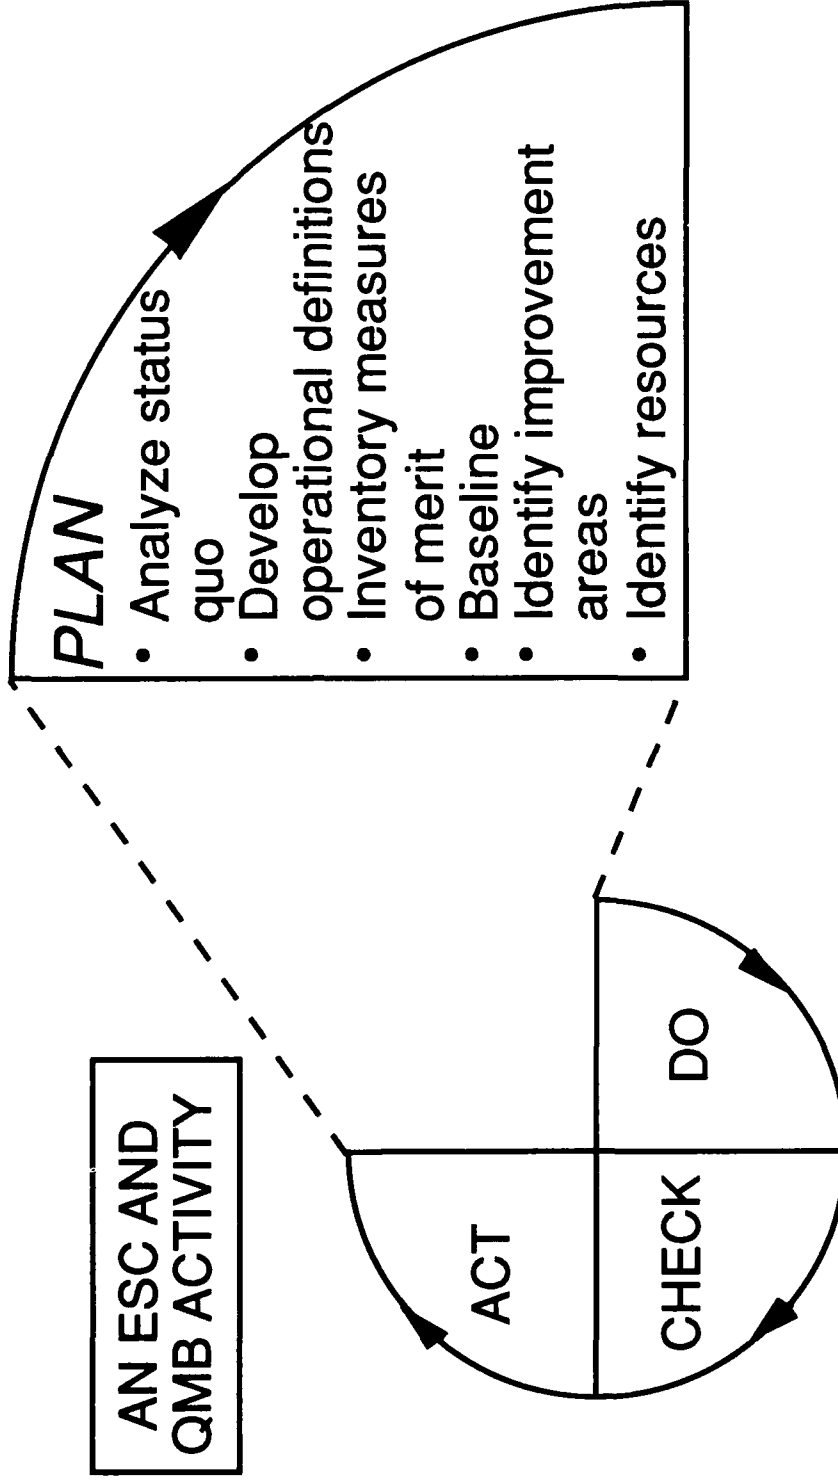 AN ESC AND
QMB ACTIVITY
PLAN
• Analyze status
quo
• Develop
operational definitions
• Inventory measures
of merit
• Baseline
• Identify improvement
areas
• Identify resources
ACT
DO
CHECK